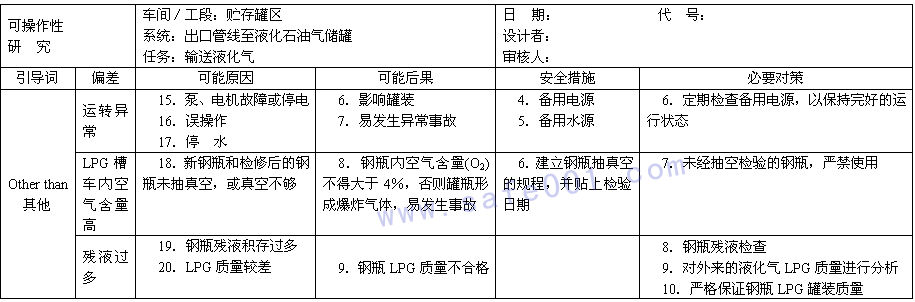 可操作性
研 究
车间／工段：贮存罐区
系统：出口管线至液化石油气储罐
任务：输送液化气
日 期： 代 号：
设计者：
审核人：
引导词 偏差 可能原因 可能后果 安全措施 必要对策
Other than
其他
运转异
常
15．泵、电机故障或停电
16．误操作
17．停 水
6．影响罐装
7．易发生异常事故
4．备用电源
5．备用水源
6．定期检查备用电源，以保持完好的运
行状态
LPG 槽
车内空
气含量
高
18．新钢瓶和检修后的钢
瓶未抽真空，或真空不够
8．钢瓶内空气含量(O₂)
不得大于 4%，否则罐瓶形
成爆炸气体，易发生事故
6．建立钢瓶抽真空
的规程，并贴上检验
日期
7．未经抽空检验的钢瓶，严禁使用
残液过
多
19．钢瓶残液积存过多
20．LPG 质量较差
9．钢瓶 LPG 质量不合格
8．钢瓶残液检查
9．对外来的液化气 LPG 质量进行分析
10．严格保证钢瓶 LPG 罐装质量
www.safe001.com